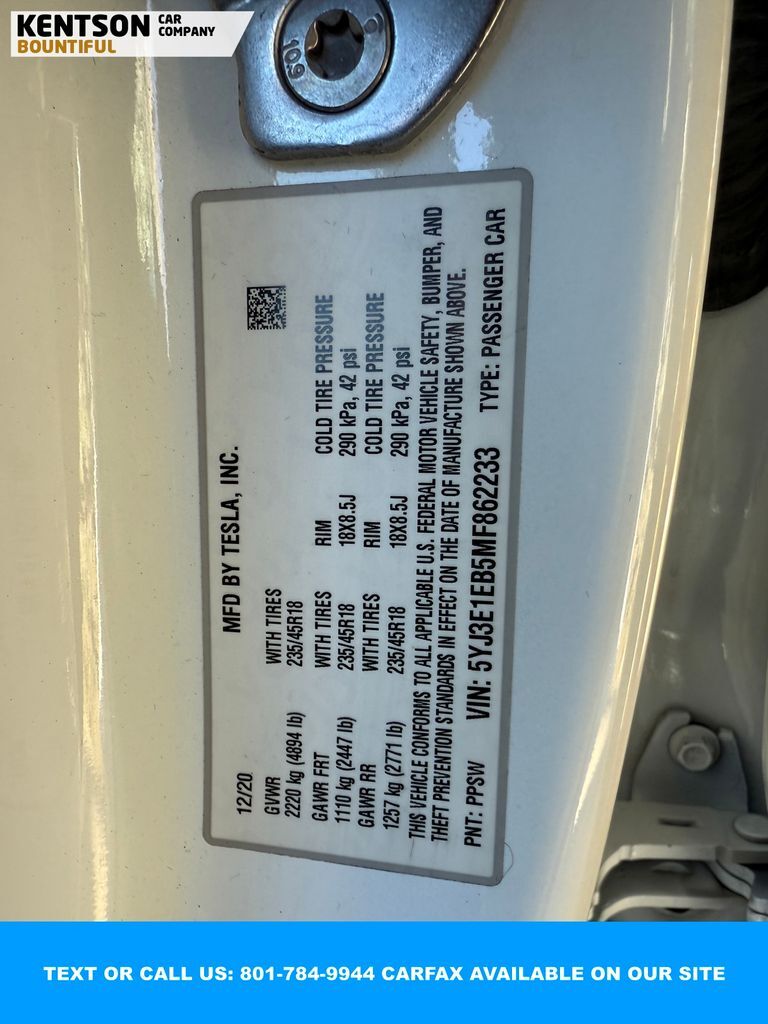 KENTSON CAR COMPANY
BOUNTIFUL
109
MFD BY TESLA, INC.
12/20
GVWR WITH TIRES
2220 kg (4894 lb) 235/45R18
GAWR FRT WITH TIRES RIM COLD TIRE PRESSURE
1110 kg (2447 lb) 235/45R18 18X8.5J 290 kPa, 42 psi
GAWR RR WITH TIRES RIM COLD TIRE PRESSURE
1257 kg (2771 lb) 235/45R18 18X8.5J 290 kPa, 42 psi
THIS VEHICLE CONFORMS TO ALL APPLICABLE U.S. FEDERAL MOTOR VEHICLE SAFETY, BUMPER, AND
THEFT PREVENTION STANDARDS IN EFFECT ON THE DATE OF MANUFACTURE SHOWN ABOVE.
PNT: PPSW VIN: 5YJ3E1EB5MF862233 TYPE: PASSENGER CAR
TEXT OR CALL US: 801-784-9944 CARFAX AVAILABLE ON OUR SITE